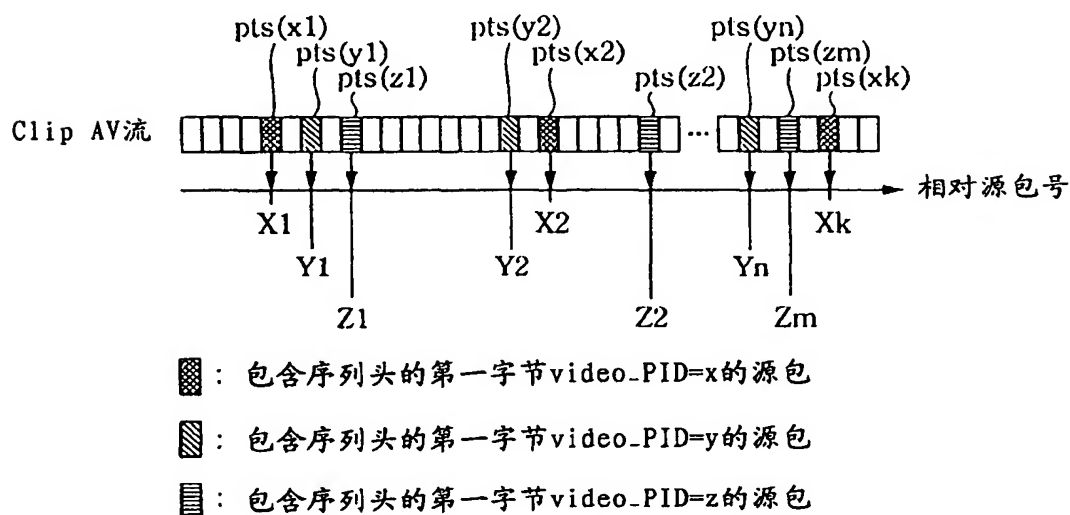 pts(x1) pts(y2) pts(yn)
pts(y1) pts(x2) pts(zm)
pts(z1) pts(z2) pts(xk)
Clip AV流 ...
相对源包号
X1 X2 Xk
Y1 Y2 Yn
Z1 Z2 Zm
: 包含序列头的第一字节video_PID=x的源包
: 包含序列头的第一字节video_PID=y的源包
: 包含序列头的第一字节video_PID=z的源包